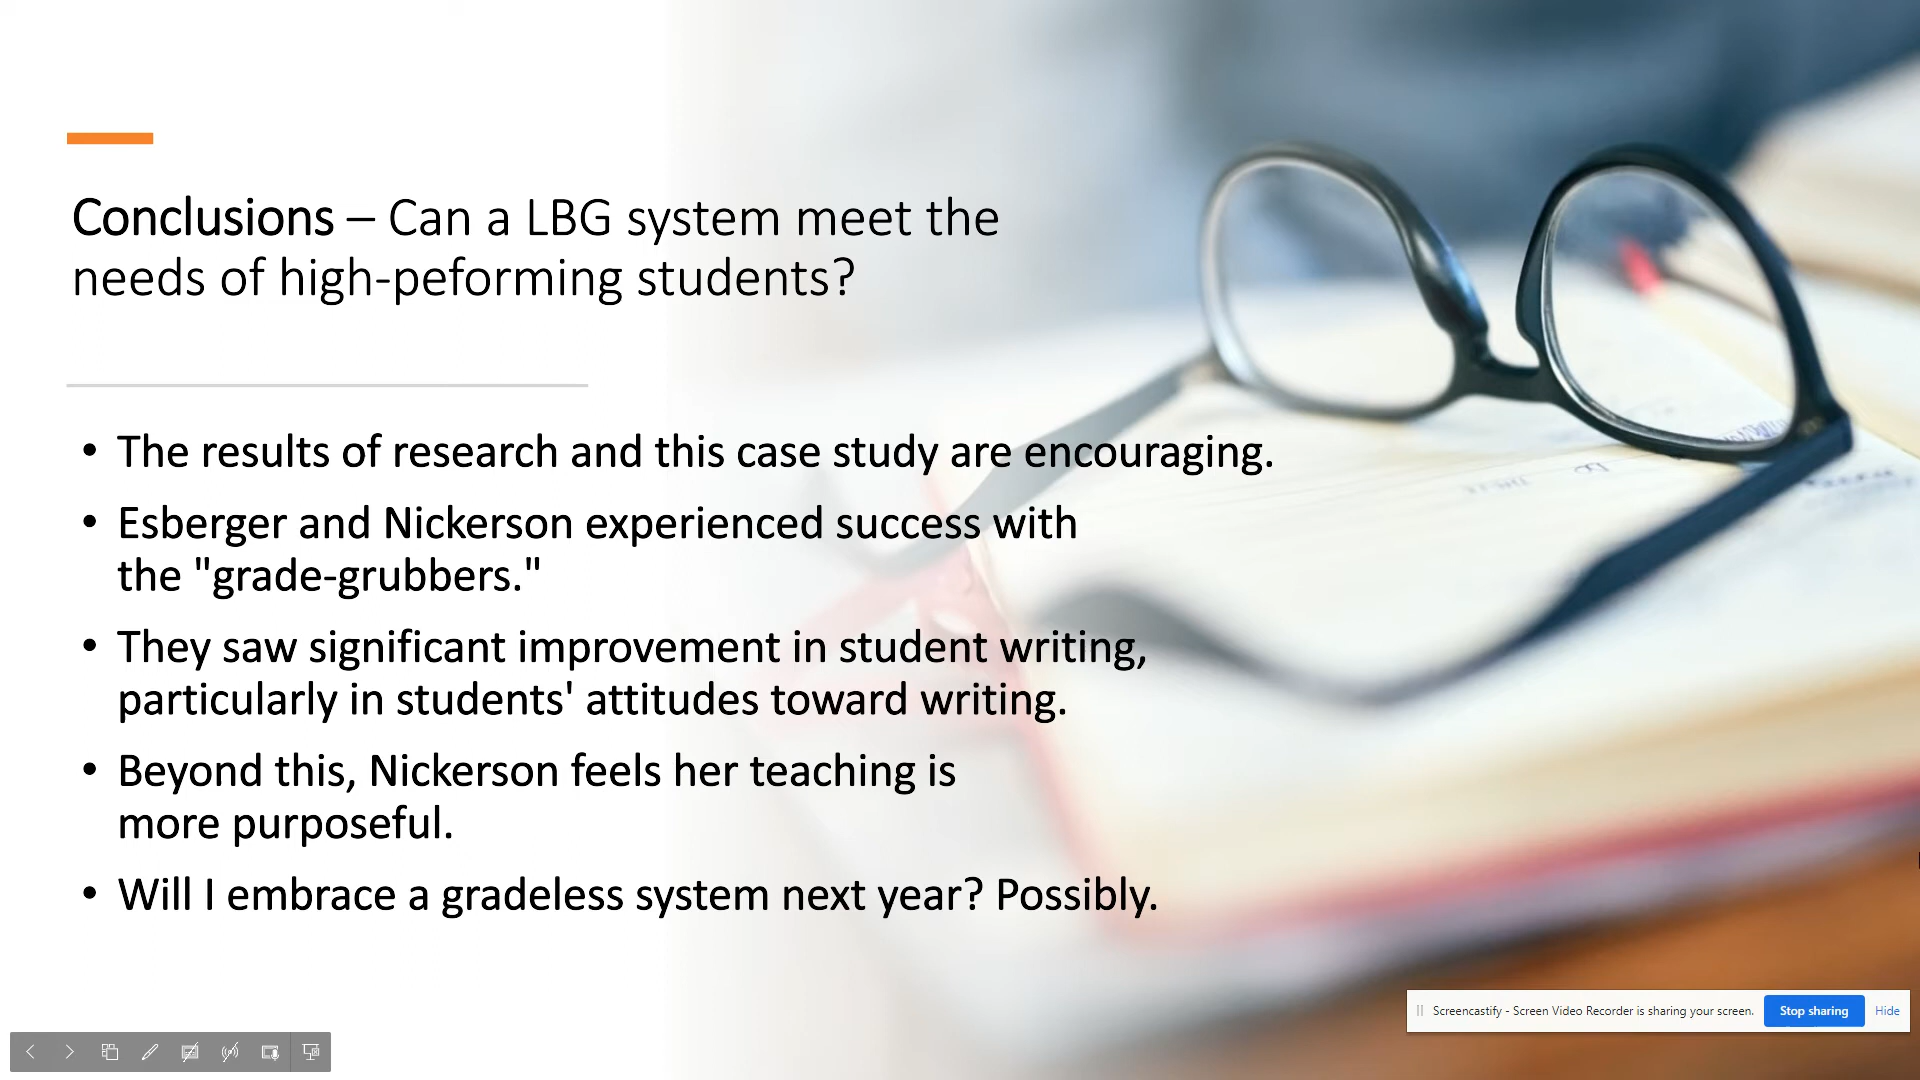 Conclusions – Can a LBG system meet the
needs of high-peforming students?
• The results of research and this case study are encouraging.
• Esberger and Nickerson experienced success with
the "grade-grubbers."
• They saw significant improvement in student writing,
particularly in students' attitudes toward writing.
• Beyond this, Nickerson feels her teaching is
more purposeful.
• Will I embrace a gradeless system next year? Possibly.
Screencastify - Screen Video Recorder is sharing your screen. Stop sharing Hide